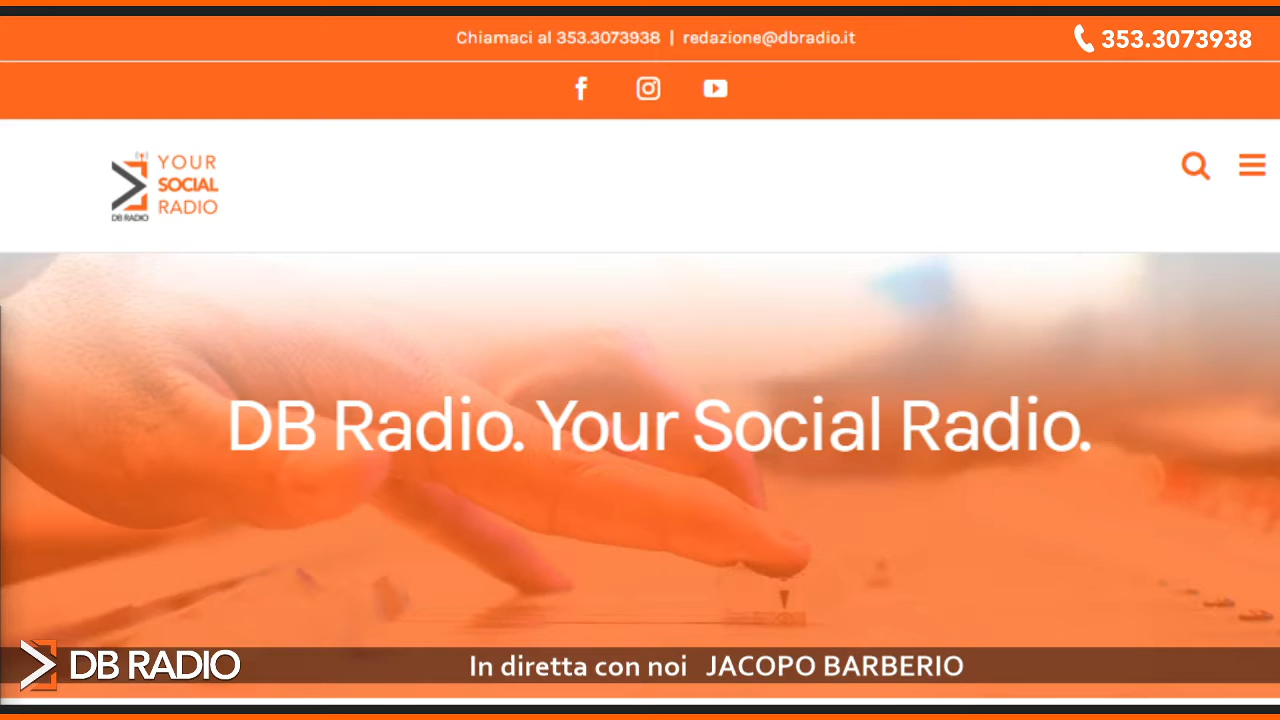 Chiamaci al 353.3073938 | redazione@dbradio.it
353.3073938
YOUR
SOCIAL
RADIO
DB RADIO
DB Radio. Your Social Radio.
DB RADIO
In diretta con noi JACOPO BARBERIO